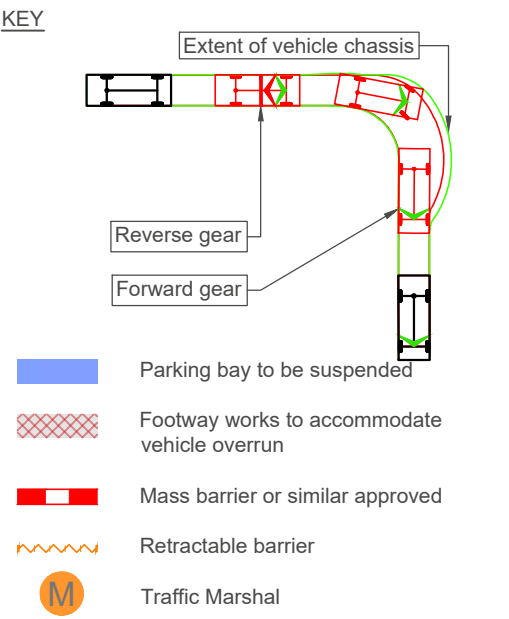 KEY
Extent of vehicle chassis
Reverse gear
Forward gear
Parking bay to be suspended
Footway works to accommodate
vehicle overrun
Mass barrier or similar approved
Retractable barrier
M
Traffic Marshal